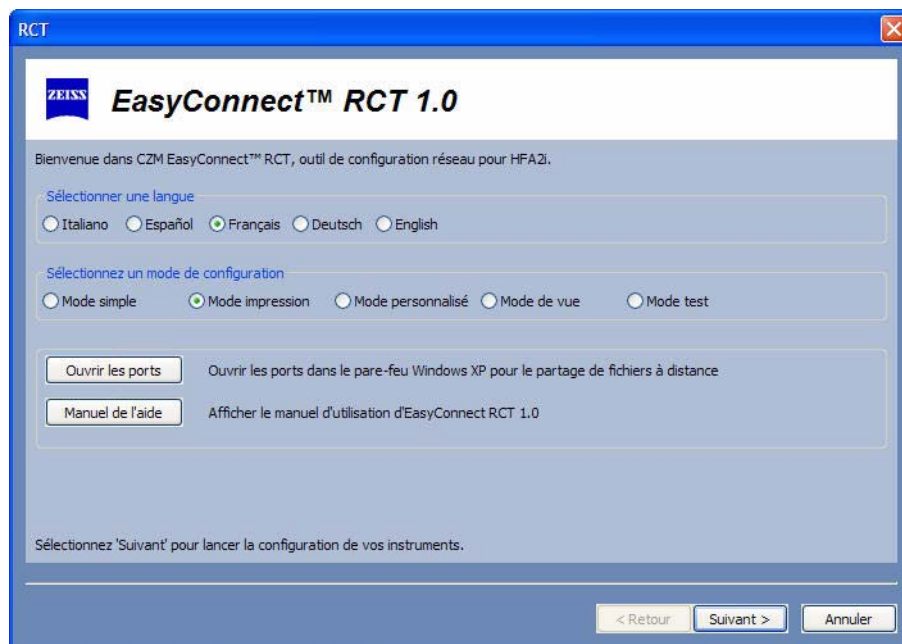 RCT
ZEISS
EasyConnect™ RCT 1.0
Bienvenue dans CZM EasyConnect™ RCT, outil de configuration réseau pour HFA2i.
Sélectionner une langue
Italiano Español Français Deutsch English
Sélectionnez un mode de configuration
Mode simple Mode impression Mode personnalisé Mode de vue Mode test
Ouvrir les ports Ouvrir les ports dans le pare-feu Windows XP pour le partage de fichiers à distance
Manuel de l'aide Afficher le manuel d'utilisation d'EasyConnect RCT 1.0
Sélectionnez 'Suivant' pour lancer la configuration de vos instruments.
< Retour Suivant > Annuler